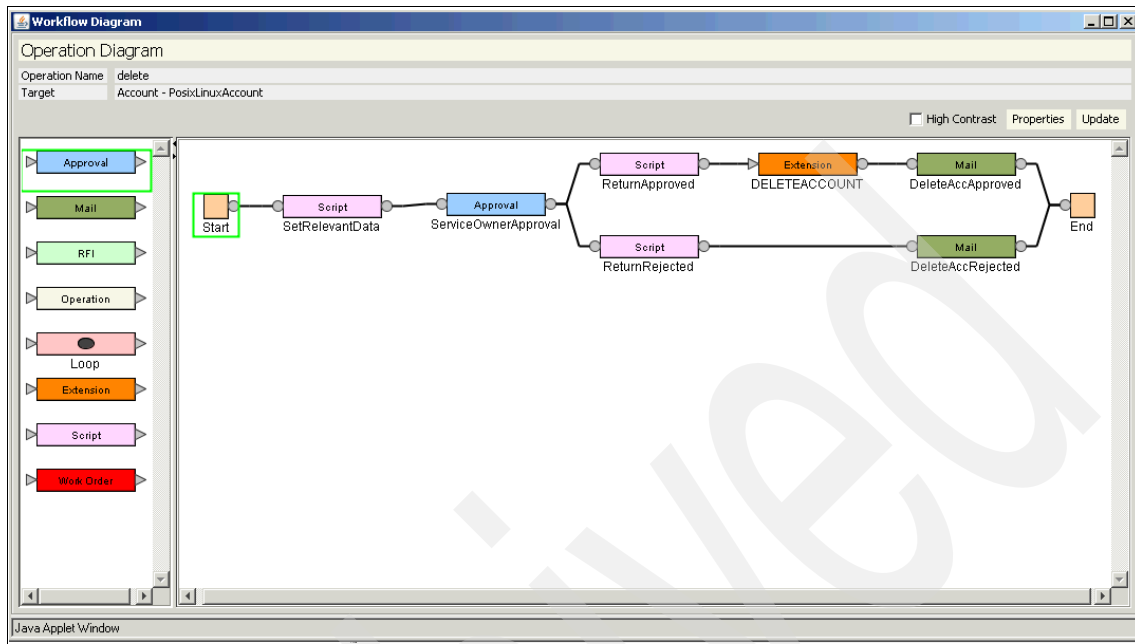 Workflow Diagram
Operation Diagram
Operation Name delete
Target Account - PosixLinuxAccount
High Contrast Properties Update
Approval
Mail
RFI
Operation
Loop
Extension
Script
Work Order
Start
Script
SetRelevantData
Approval
ServiceOwnerApproval
Script
ReturnApproved
Extension
DELETEACCOUNT
Mail
DeleteAccApproved
Script
ReturnRejected
Mail
DeleteAccRejected
End
Java Applet Window